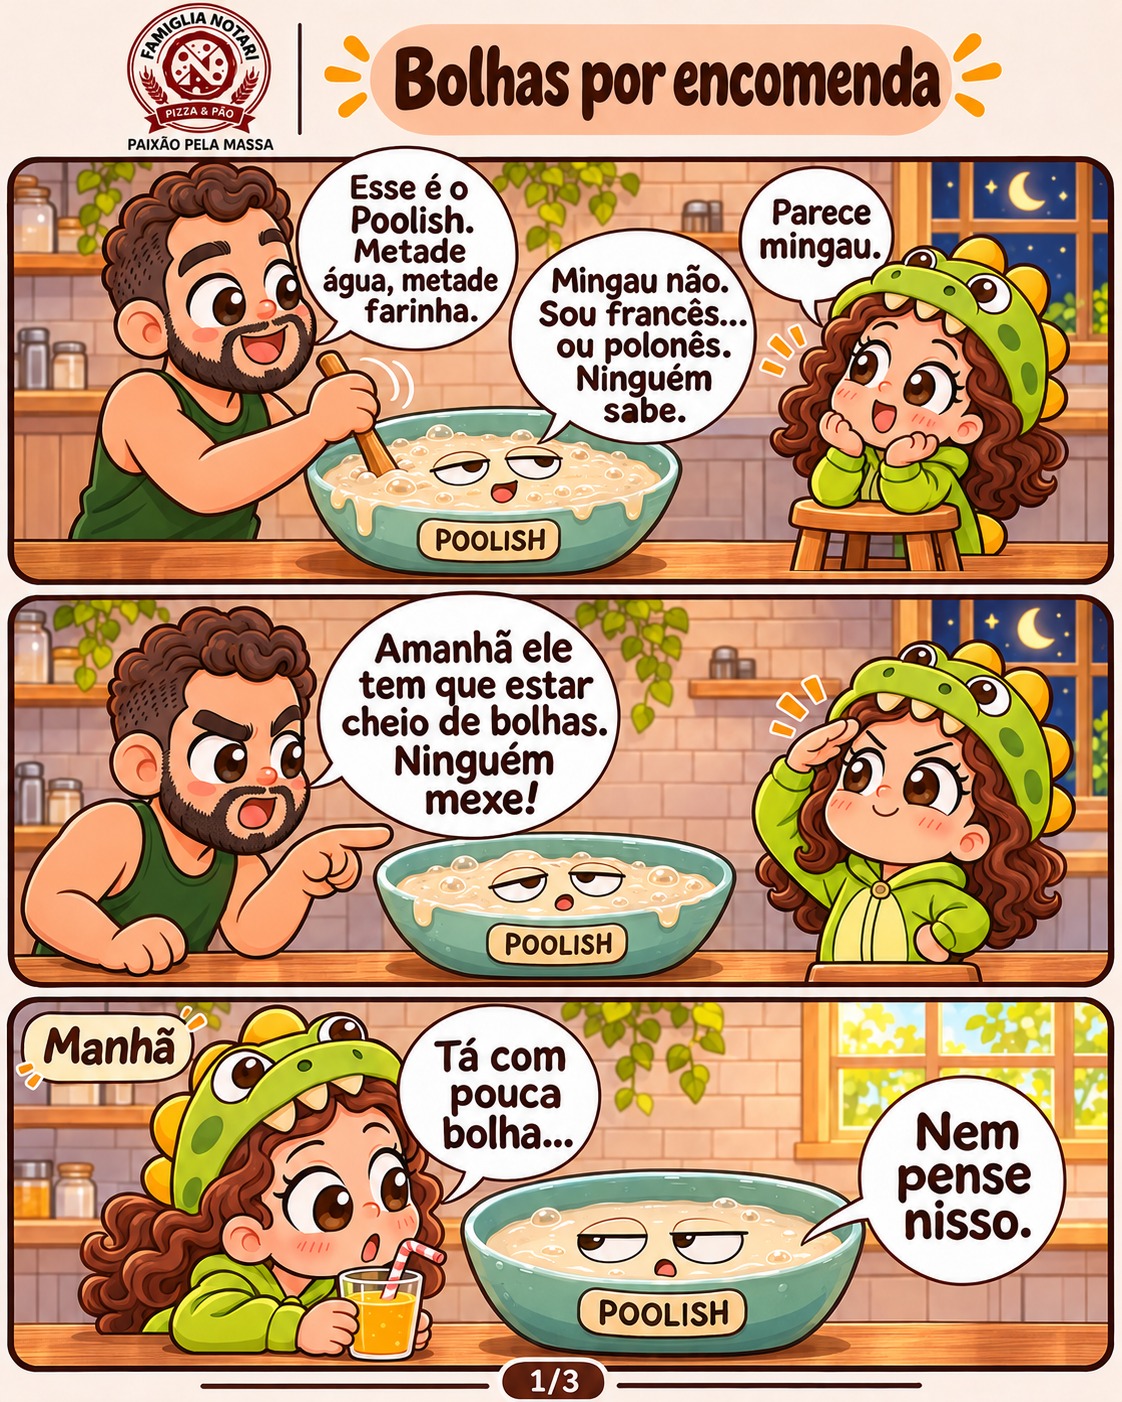 FAMIGLIA NOTARI
PIZZA & PÃO
PAIXÃO PELA MASSA
Bolhas por encomenda
Esse é o
Poolish.
Metade
água, metade
farinha.
Mingau não.
Sou francês...
ou polonês.
Ninguém
sabe.
Parece
mingau.
POOLISH
Amanhã ele
tem que estar
cheio de bolhas.
Ninguém
mexe!
POOLISH
Manhã
Tá com
pouca
bolha...
Nem
pense
nisso.
POOLISH
1/3